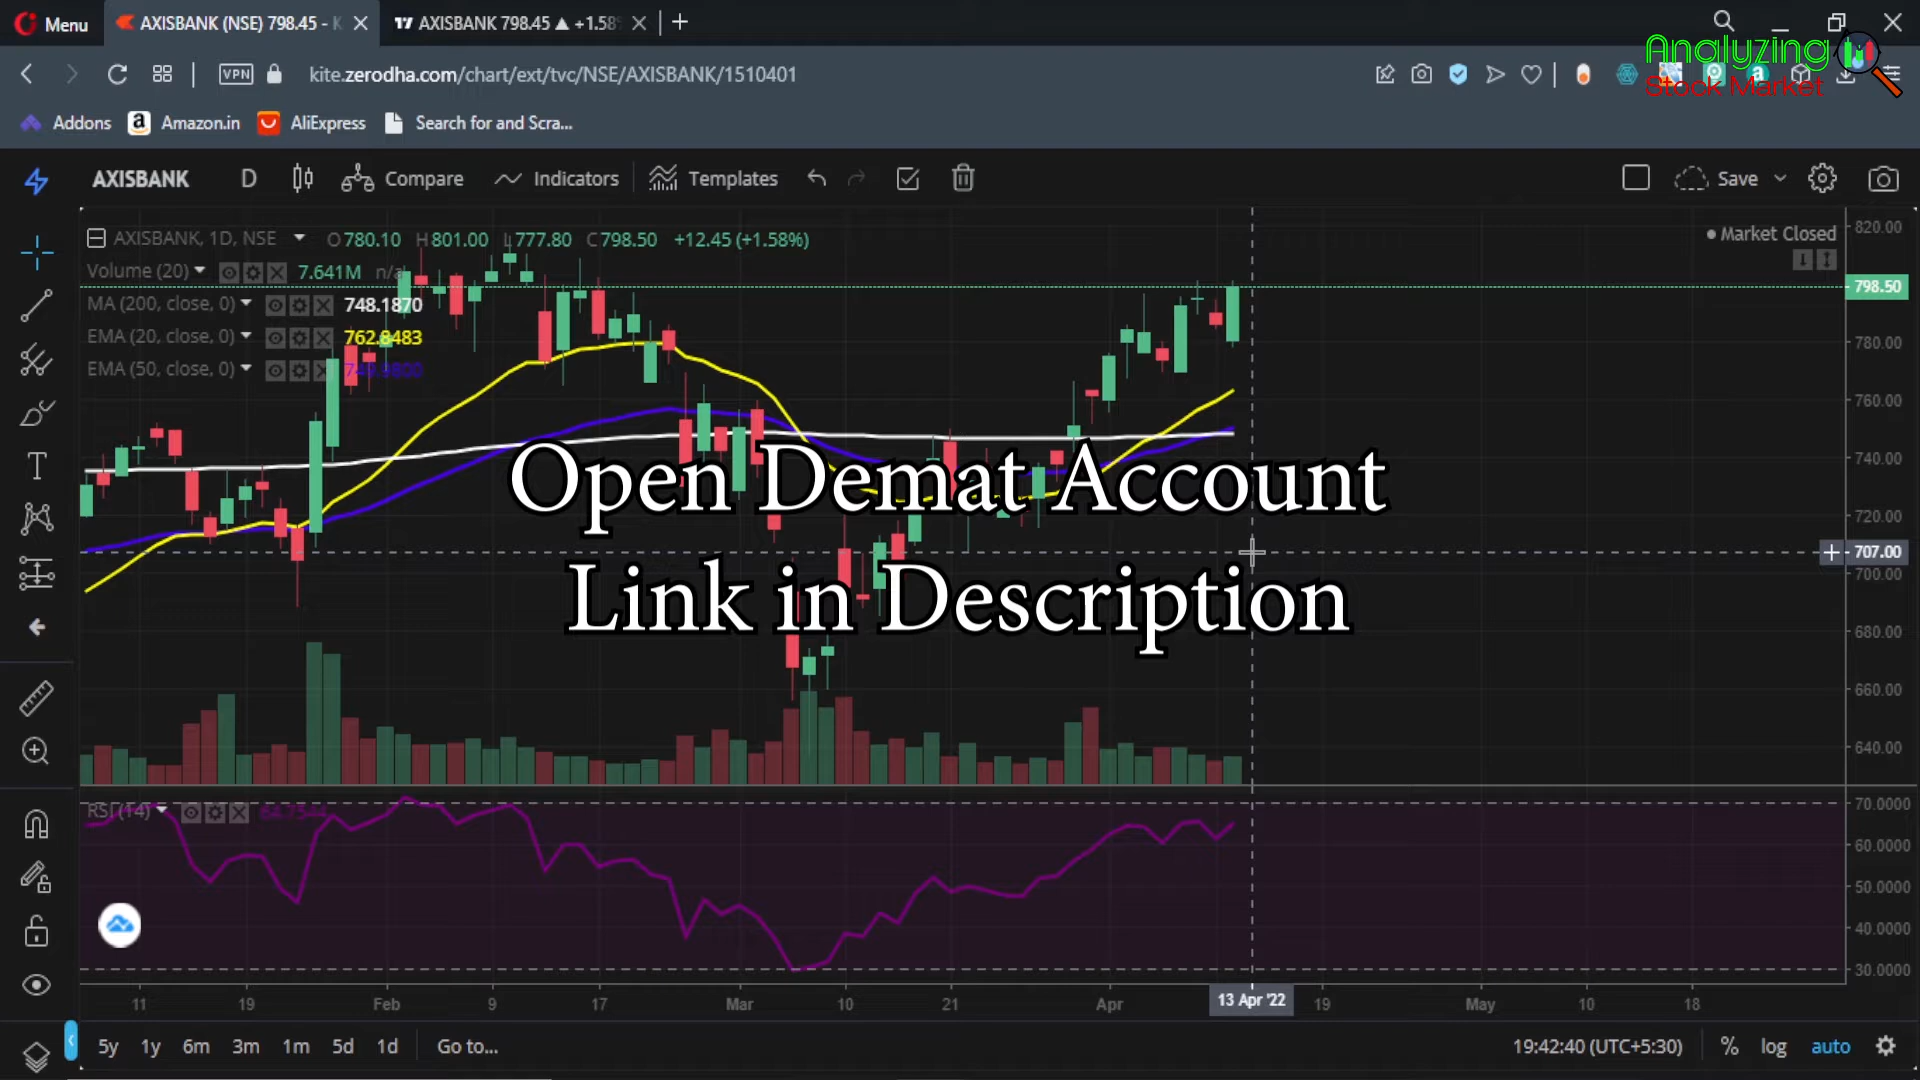 Menu
AXISBANK (NSE) 798.45 - K
AXISBANK 798.45 ▲ +1.58%
Analyzing
Stock Market
VPN
kite.zerodha.com/chart/ext/tvc/NSE/AXISBANK/1510401
Addons
Amazon.in
AliExpress
Search for and Scra...
AXISBANK
D
Compare
Indicators
Templates
Save
AXISBANK, 1D, NSE
O780.10 H801.00 L777.80 C798.50 +12.45 (+1.58%)
Market Closed
Volume (20)
7.641M n/a
MA (200, close, 0)
748.1870
EMA (20, close, 0)
762.8483
EMA (50, close, 0)
820.00
798.50
780.00
760.00
740.00
720.00
707.00
700.00
680.00
660.00
640.00
Open Demat Account
Link in Description
RSI (14)
70.0000
60.0000
50.0000
40.0000
30.0000
11 19 Feb 9 17 Mar 10 21 Apr 13 Apr '22 19 May 10 18
5y 1y 6m 3m 1m 5d 1d Go to...
19:42:40 (UTC+5:30) % log auto